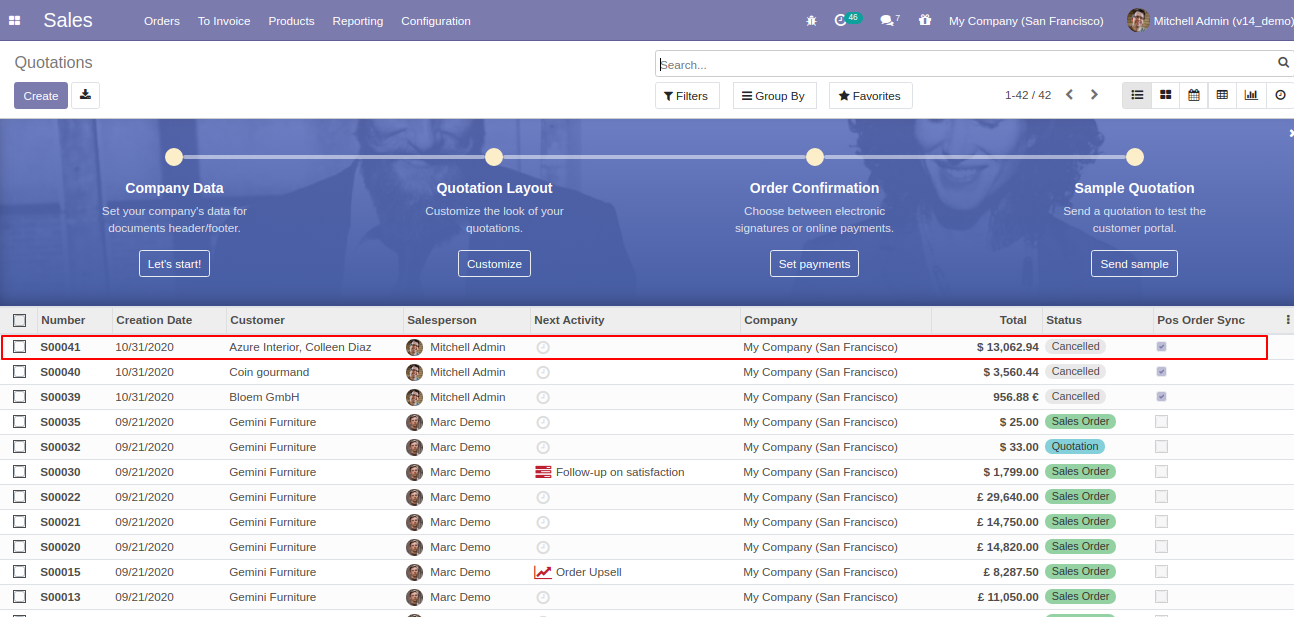 Sales Orders To Invoice Products Reporting Configuration 46 7 My Company (San Francisco) Mitchell Admin (v14_demo)
Quotations
Search...
Create
Filters Group By Favorites 1-42 / 42
Company Data
Set your company's data for
documents header/footer.
Let's start!
Quotation Layout
Customize the look of your
quotations.
Customize
Order Confirmation
Choose between electronic
signatures or online payments.
Set payments
Sample Quotation
Send a quotation to test the
customer portal.
Send sample
Number Creation Date Customer Salesperson Next Activity Company Total Status Pos Order Sync
S00041 10/31/2020 Azure Interior, Colleen Diaz Mitchell Admin My Company (San Francisco) $ 13,062.94 Cancelled
S00040 10/31/2020 Coin gourmand Mitchell Admin My Company (San Francisco) $ 3,560.44 Cancelled
S00039 10/31/2020 Bloem GmbH Mitchell Admin My Company (San Francisco) 956.88 € Cancelled
S00035 09/21/2020 Gemini Furniture Marc Demo My Company (San Francisco) $ 25.00 Sales Order
S00032 09/21/2020 Gemini Furniture Marc Demo My Company (San Francisco) $ 33.00 Quotation
S00030 09/21/2020 Gemini Furniture Marc Demo Follow-up on satisfaction My Company (San Francisco) $ 1,799.00 Sales Order
S00022 09/21/2020 Gemini Furniture Marc Demo My Company (San Francisco) £ 29,640.00 Sales Order
S00021 09/21/2020 Gemini Furniture Marc Demo My Company (San Francisco) £ 14,750.00 Sales Order
S00020 09/21/2020 Gemini Furniture Marc Demo My Company (San Francisco) £ 14,820.00 Sales Order
S00015 09/21/2020 Gemini Furniture Marc Demo Order Upsell My Company (San Francisco) £ 8,287.50 Sales Order
S00013 09/21/2020 Gemini Furniture Marc Demo My Company (San Francisco) £ 11,050.00 Sales Order